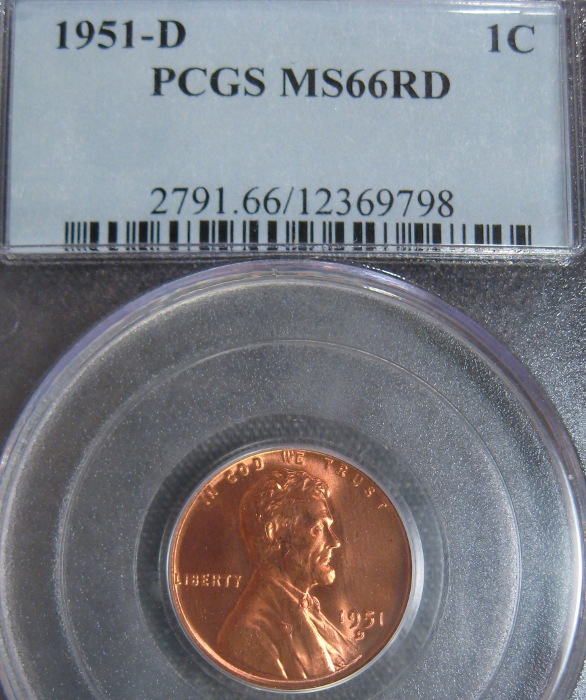 1951-D 1C
PCGS MS66RD
2791.66/12369798
IN GOD WE TRUST
LIBERTY
1951
D